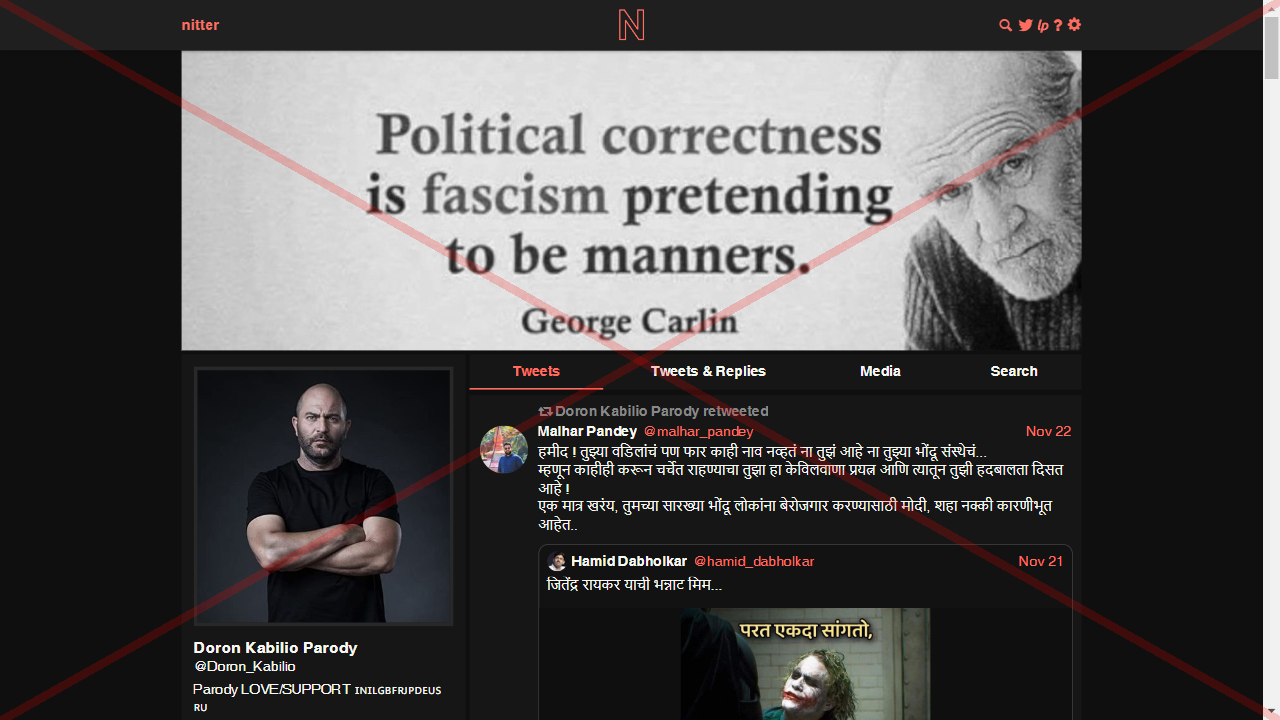 nitter
N
lp ?
Political correctness
is fascism pretending
to be manners.
George Carlin
Tweets
Tweets & Replies
Media
Search
Doron Kabilio Parody retweeted
Malhar Pandey @malhar_pandey Nov 22
हमीद ! तुझ्या वडिलांचं पण फार काही नाव नव्हतं ना तुझं आहे ना तुझ्या भोंदू संस्थेचं...
म्हणून काहीही करून चर्चेत राहण्याचा तुझा हा केविलवाणा प्रयत्न आणि त्यातून तुझी हदबालता दिसत
आहे !
एक मात्र खरंय, तुमच्या सारख्या भोंदू लोकांना बेरोजगार करण्यासाठी मोदी, शहा नक्की कारणीभूत
आहेत..
Hamid Dabholkar @hamid_dabholkar Nov 21
जितेंद्र रायकर याची भन्नाट मिम...
परत एकदा सांगतो,
Doron Kabilio Parody
@Doron_Kabilio
Parody LOVE/SUPPORT ɪɴɪʟɢʙꜰʀᴊᴘᴅᴇᴜꜱ
ʀᴜ